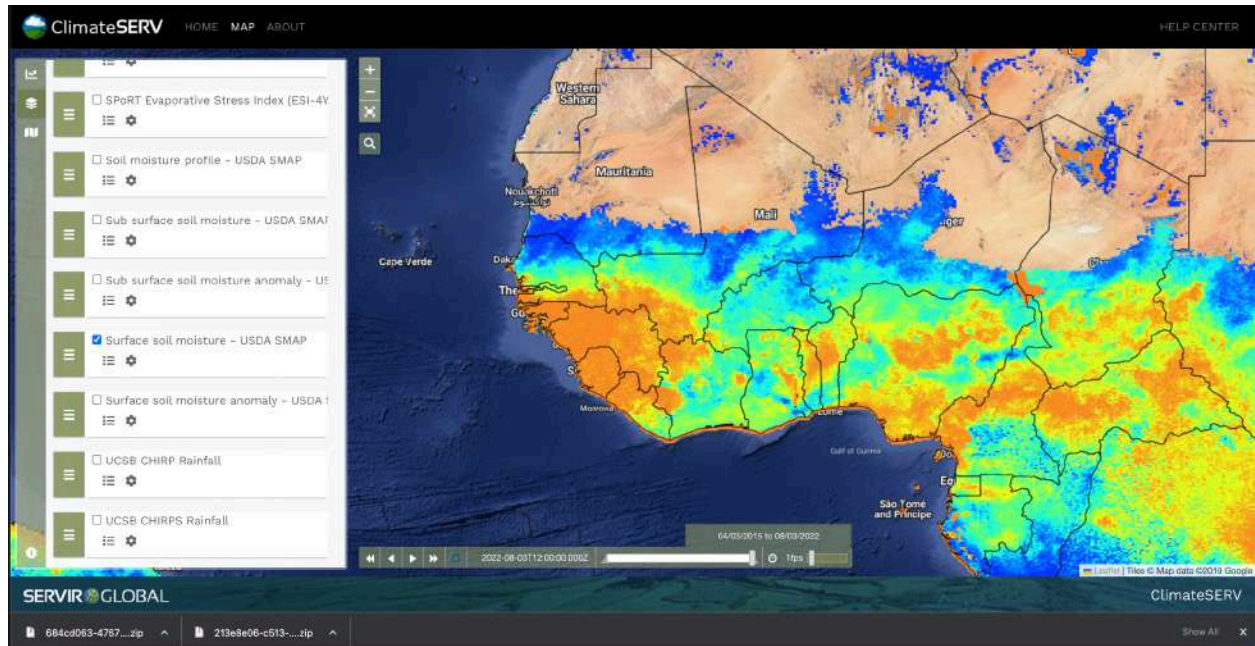 ClimateSERV HOME MAP ABOUT HELP CENTER
SPoRT Evaporative Stress Index (ESI-4W
Soil moisture profile - USDA SMAP
Sub surface soil moisture - USDA SMAP
Sub surface soil moisture anomaly - US
Surface soil moisture - USDA SMAP
Surface soil moisture anomaly - USDA
UCSB CHIRP Rainfall
UCSB CHIRPS Rainfall
Western
Sahara
Mauritania
Nouakchott
Mali
Cape Verde
Daka
The
Monrovia
Lome
Gulf of Guinea
São Tomé
and Principe
04/03/2015 to 08/03/2022
2022-08-03T12:00:00.000Z
1fps
Leaflet | Tiles © Map data ©2019 Google
SERVIR GLOBAL ClimateSERV
684cd063-4767....zip
213e8e06-c513-....zip
Show All X